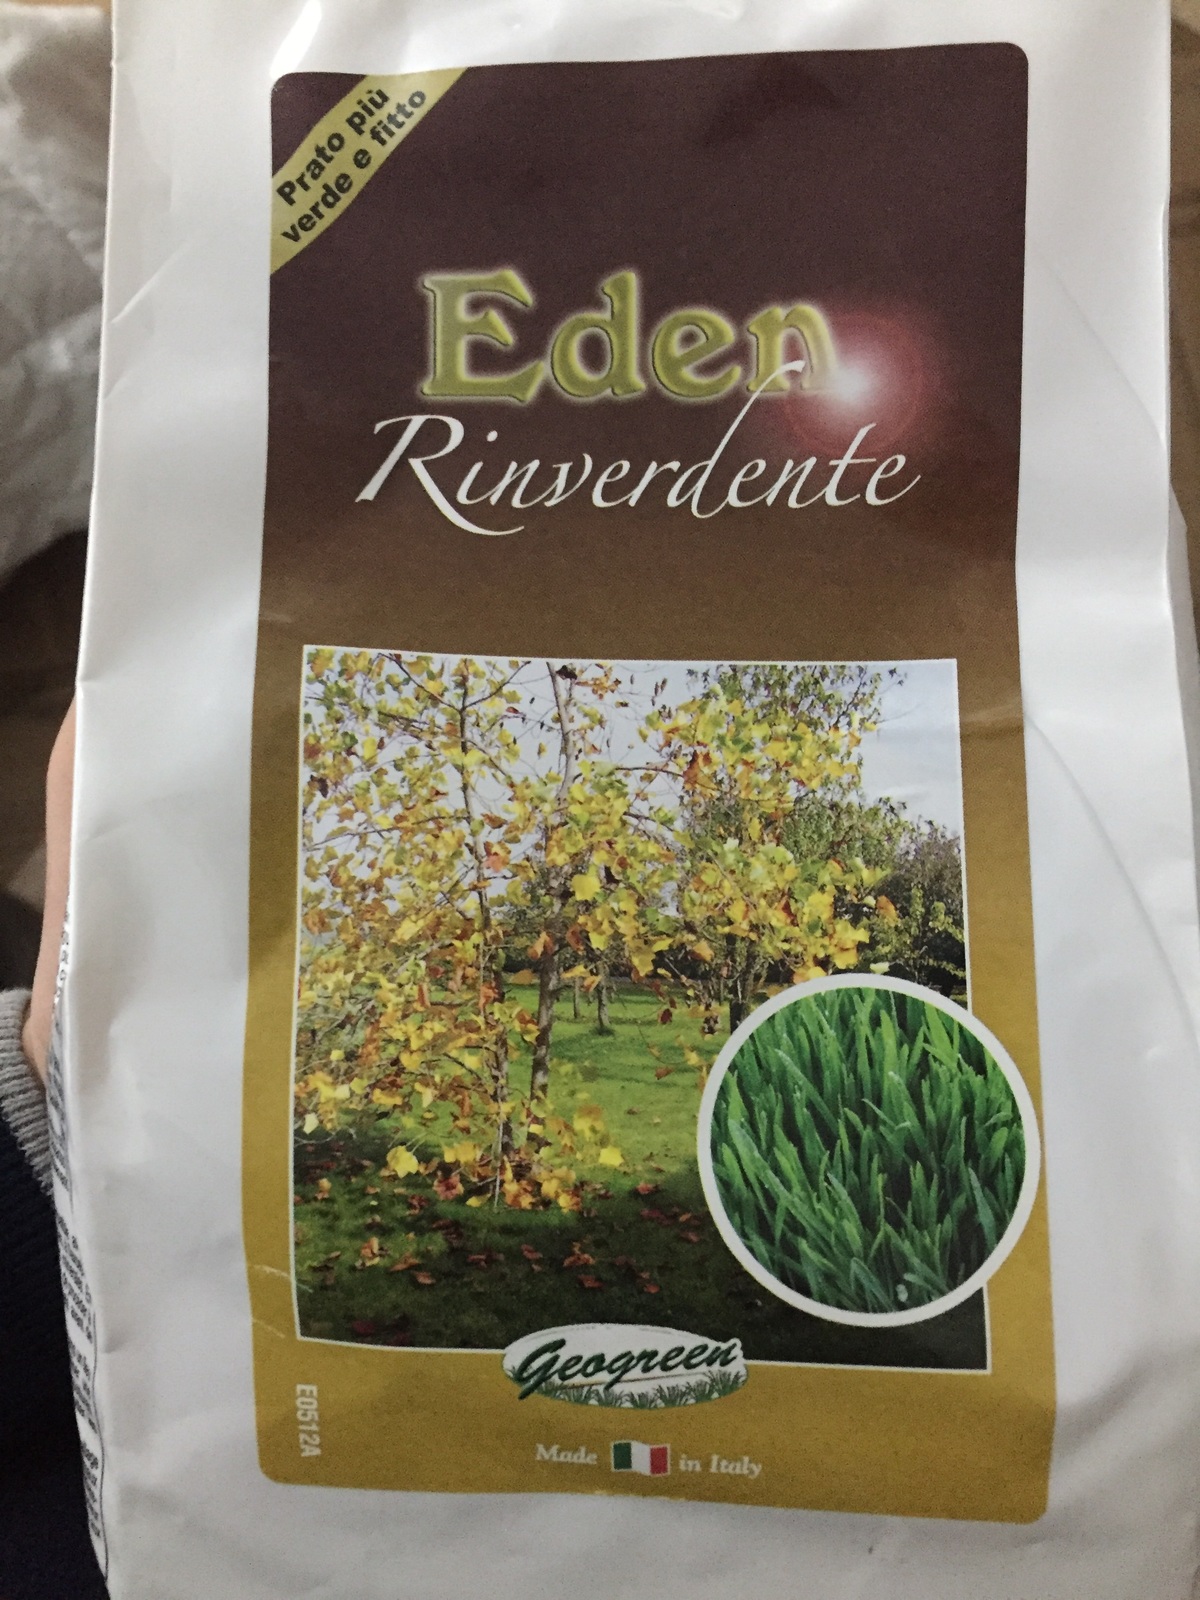 Prato più
verde e fitto
Eden
Rinverdente
Geogreen
E0512A
Made in Italy